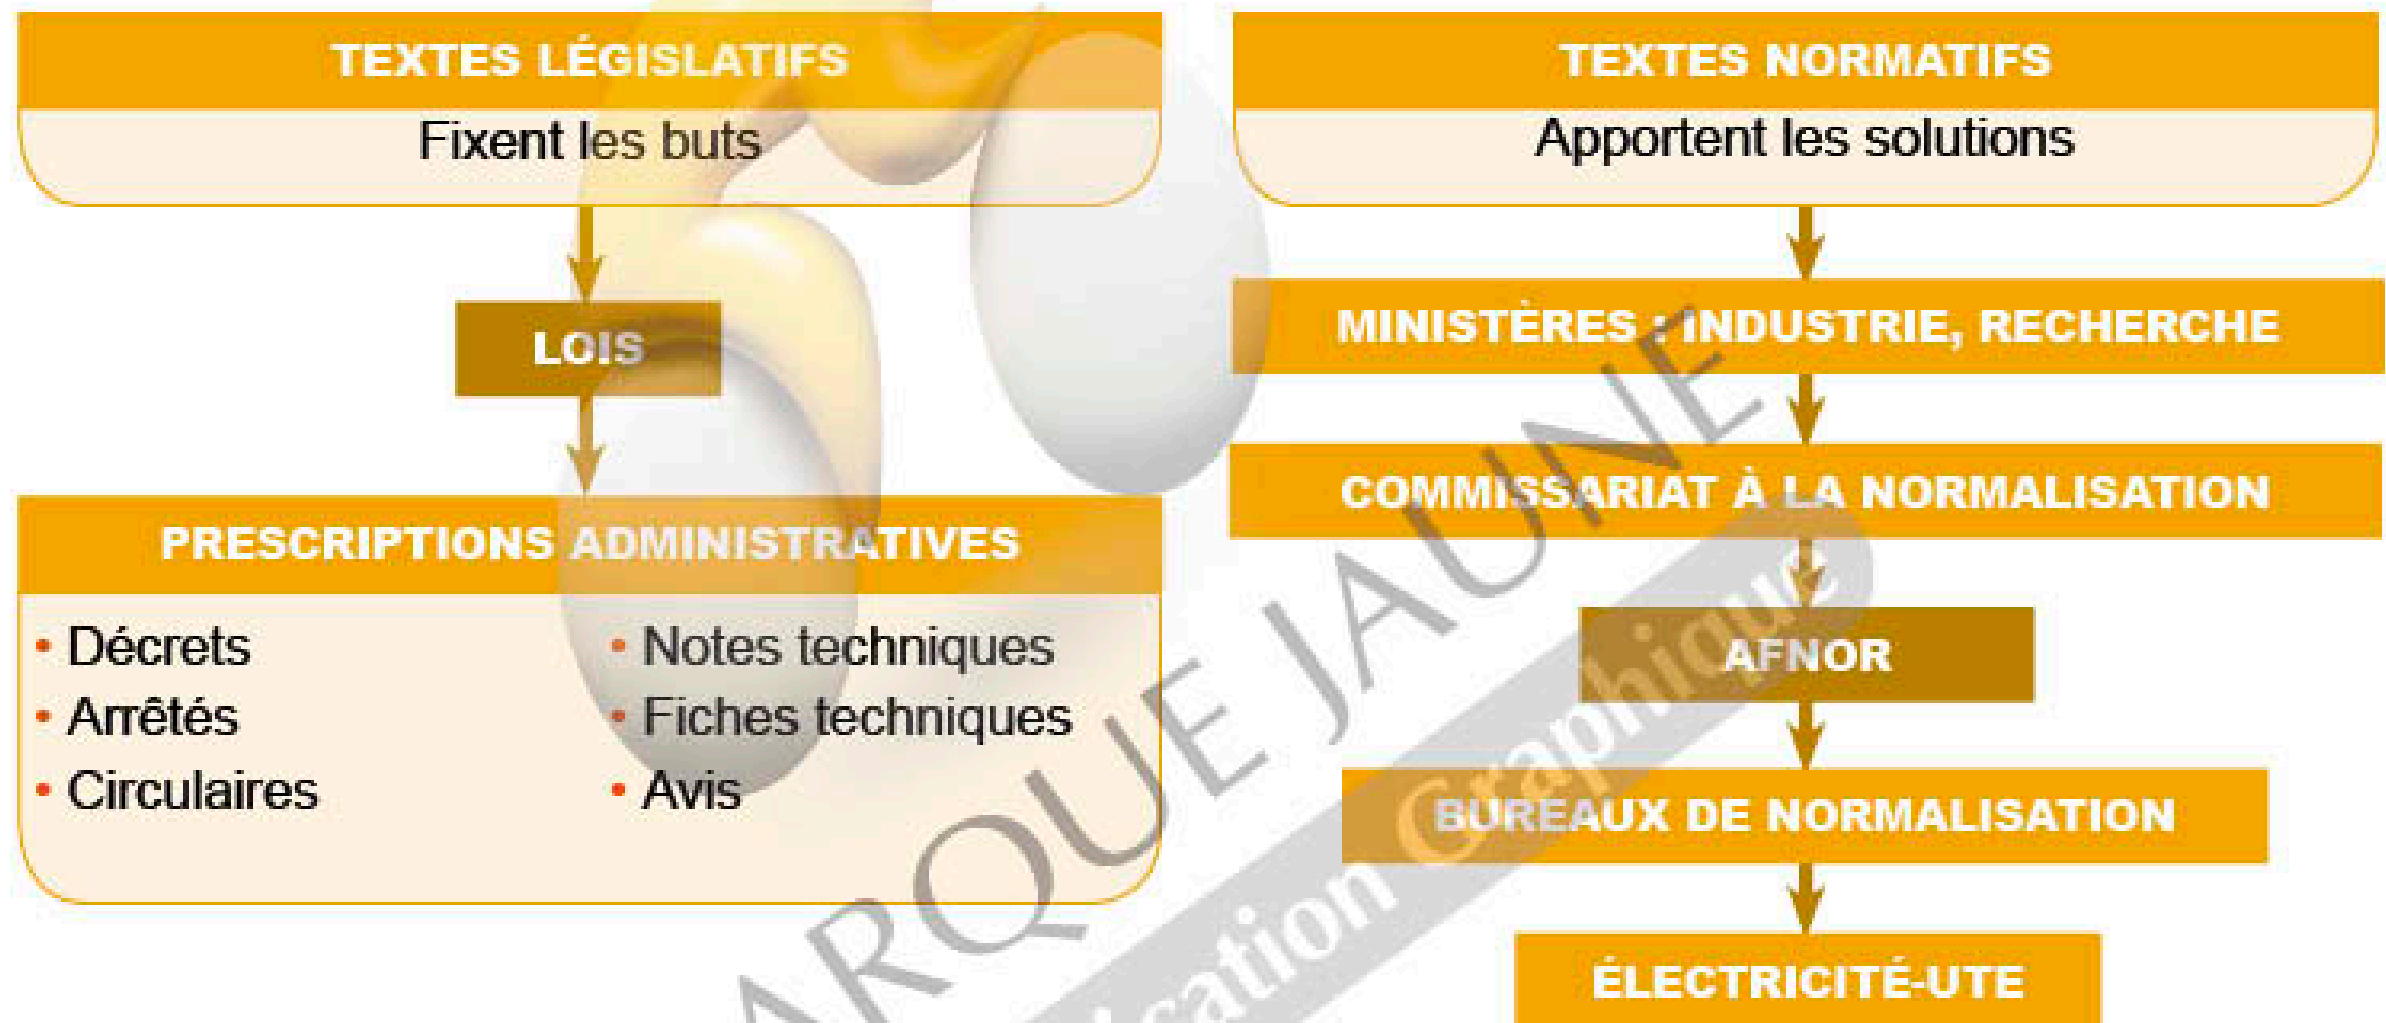 TEXTES LÉGISLATIFS
Fixent les buts
LOIS
PRESCRIPTIONS ADMINISTRATIVES
• Décrets
• Arrêtés
• Circulaires
• Notes techniques
• Fiches techniques
• Avis
TEXTES NORMATIFS
Apportent les solutions
MINISTÈRES : INDUSTRIE, RECHERCHE
COMMISSARIAT À LA NORMALISATION
AFNOR
BUREAUX DE NORMALISATION
ÉLECTRICITÉ-UTE
ARQUE JAUNE
cation Graphique